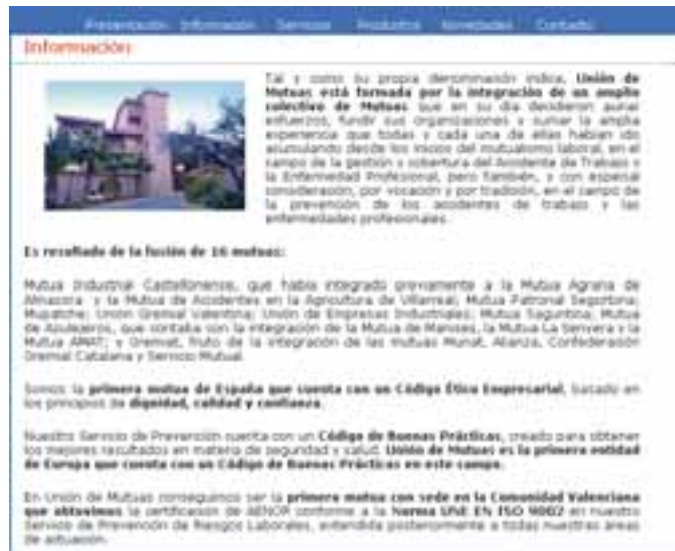 Presentación Información Servicios Productos Novedades Contacto
Información
Tal y como su propia denominación indica, Unión de
Mutuas está formada por la integración de un amplio
colectivo de Mutuas que en su día decidieron aunar
esfuerzos, fundir sus organizaciones y sumar la amplia
experiencia que todas y cada una de ellas habían ido
acumulando desde los inicios del mutualismo laboral, en el
campo de la gestión y cobertura del Accidente de Trabajo y
la Enfermedad Profesional, pero también, y con especial
consideración, por vocación y por tradición, en el campo de
la prevención de los accidentes de trabajo y las
enfermedades profesionales.
Es resultado de la fusión de 16 mutuas:
Mutua Industrial Castellonense, que había integrado previamente a la Mutua Agraria de
Almazora y la Mutua de Accidentes en la Agricultura de Villarreal; Mutua Patronal Segorbina;
Mupatche; Unión Gremial Valentina; Unión de Empresas Industriales; Mutua Saguntina; Mutua
de Azulejeros, que contaba con la integración de la Mutua de Manises, la Mutua La Servera y la
Mutua AMAT; y Gremiat, fruto de la integración de las mutuas Munat, Alianza, Confederación
Gremial Catalana y Servicio Mutual.
Somos la primera mutua de España que cuenta con un Código Ético Empresarial, basado en
los principios de dignidad, calidad y confianza.
Nuestro Servicio de Prevención cuenta con un Código de Buenas Prácticas, creado para obtener
los mejores resultados en materia de seguridad y salud. Unión de Mutuas es la primera entidad
de Europa que cuenta con un Código de Buenas Prácticas en este campo.
En Unión de Mutuas conseguimos ser la primera mutua con sede en la Comunidad Valenciana
que obtuvimos la certificación de AENOR conforme a la Norma UNE EN ISO 9002 en nuestro
Servicio de Prevención de Riesgos Laborales, extendida posteriormente a todas nuestras áreas
de actuación.